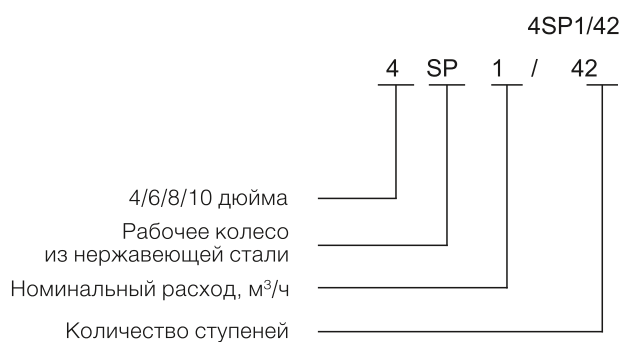 4SP1/42
4 SP 1 / 42
4/6/8/10 дюйма
Рабочее колесо
из нержавеющей стали
Номинальный расход, м³/ч
Количество ступеней